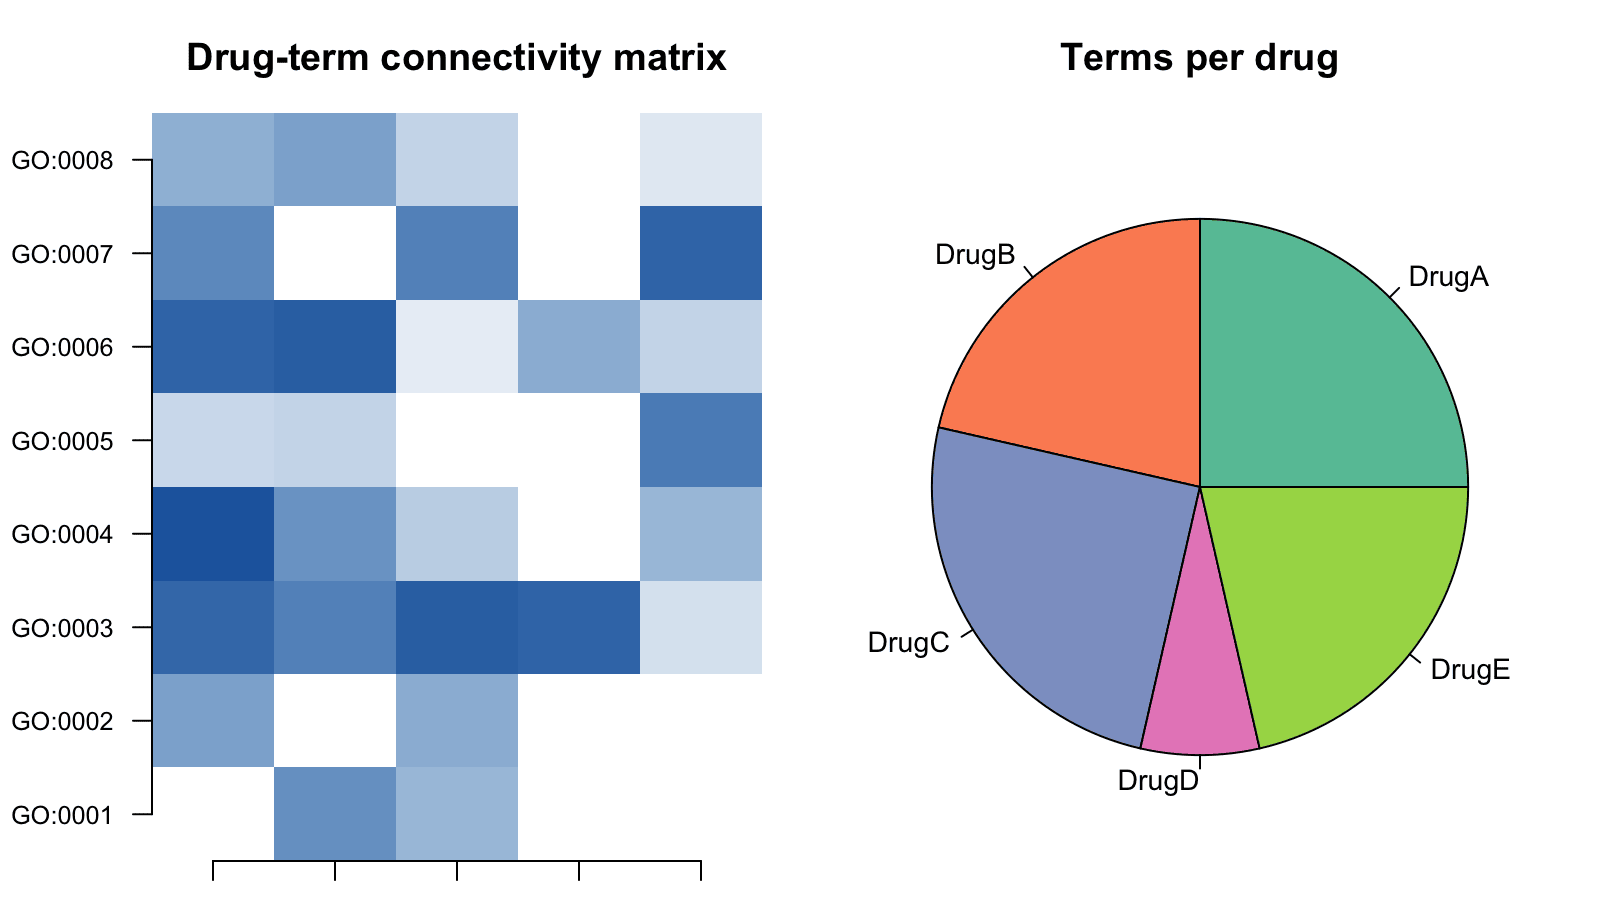 Drug-term connectivity matrix
GO:0008
GO:0007
GO:0006
GO:0005
GO:0004
GO:0003
GO:0002
GO:0001
Terms per drug
DrugB
DrugA
DrugC
DrugE
DrugD